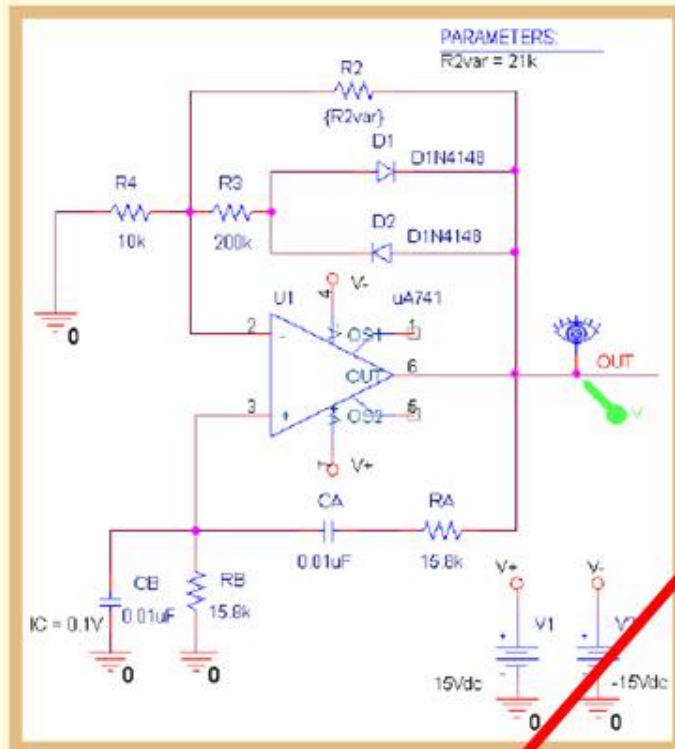 PARAMETERS:
R2var = 21k
R2
{R2var}
D1
D1N4148
R4
R3
D2
D1N4148
10k
200k
U1
4
V-
uA741
0
2
-
V-
OS1
1
OUT
6
OUT
V
3
+
V+
OS2
5
7
V+
CA
RA
0.01uF
15.8k
V+
V-
CB
RB
IC = 0.1V
0.01uF
15.8k
+
V1
+
0
0
-
-
15Vdc
-15Vdc
0
0